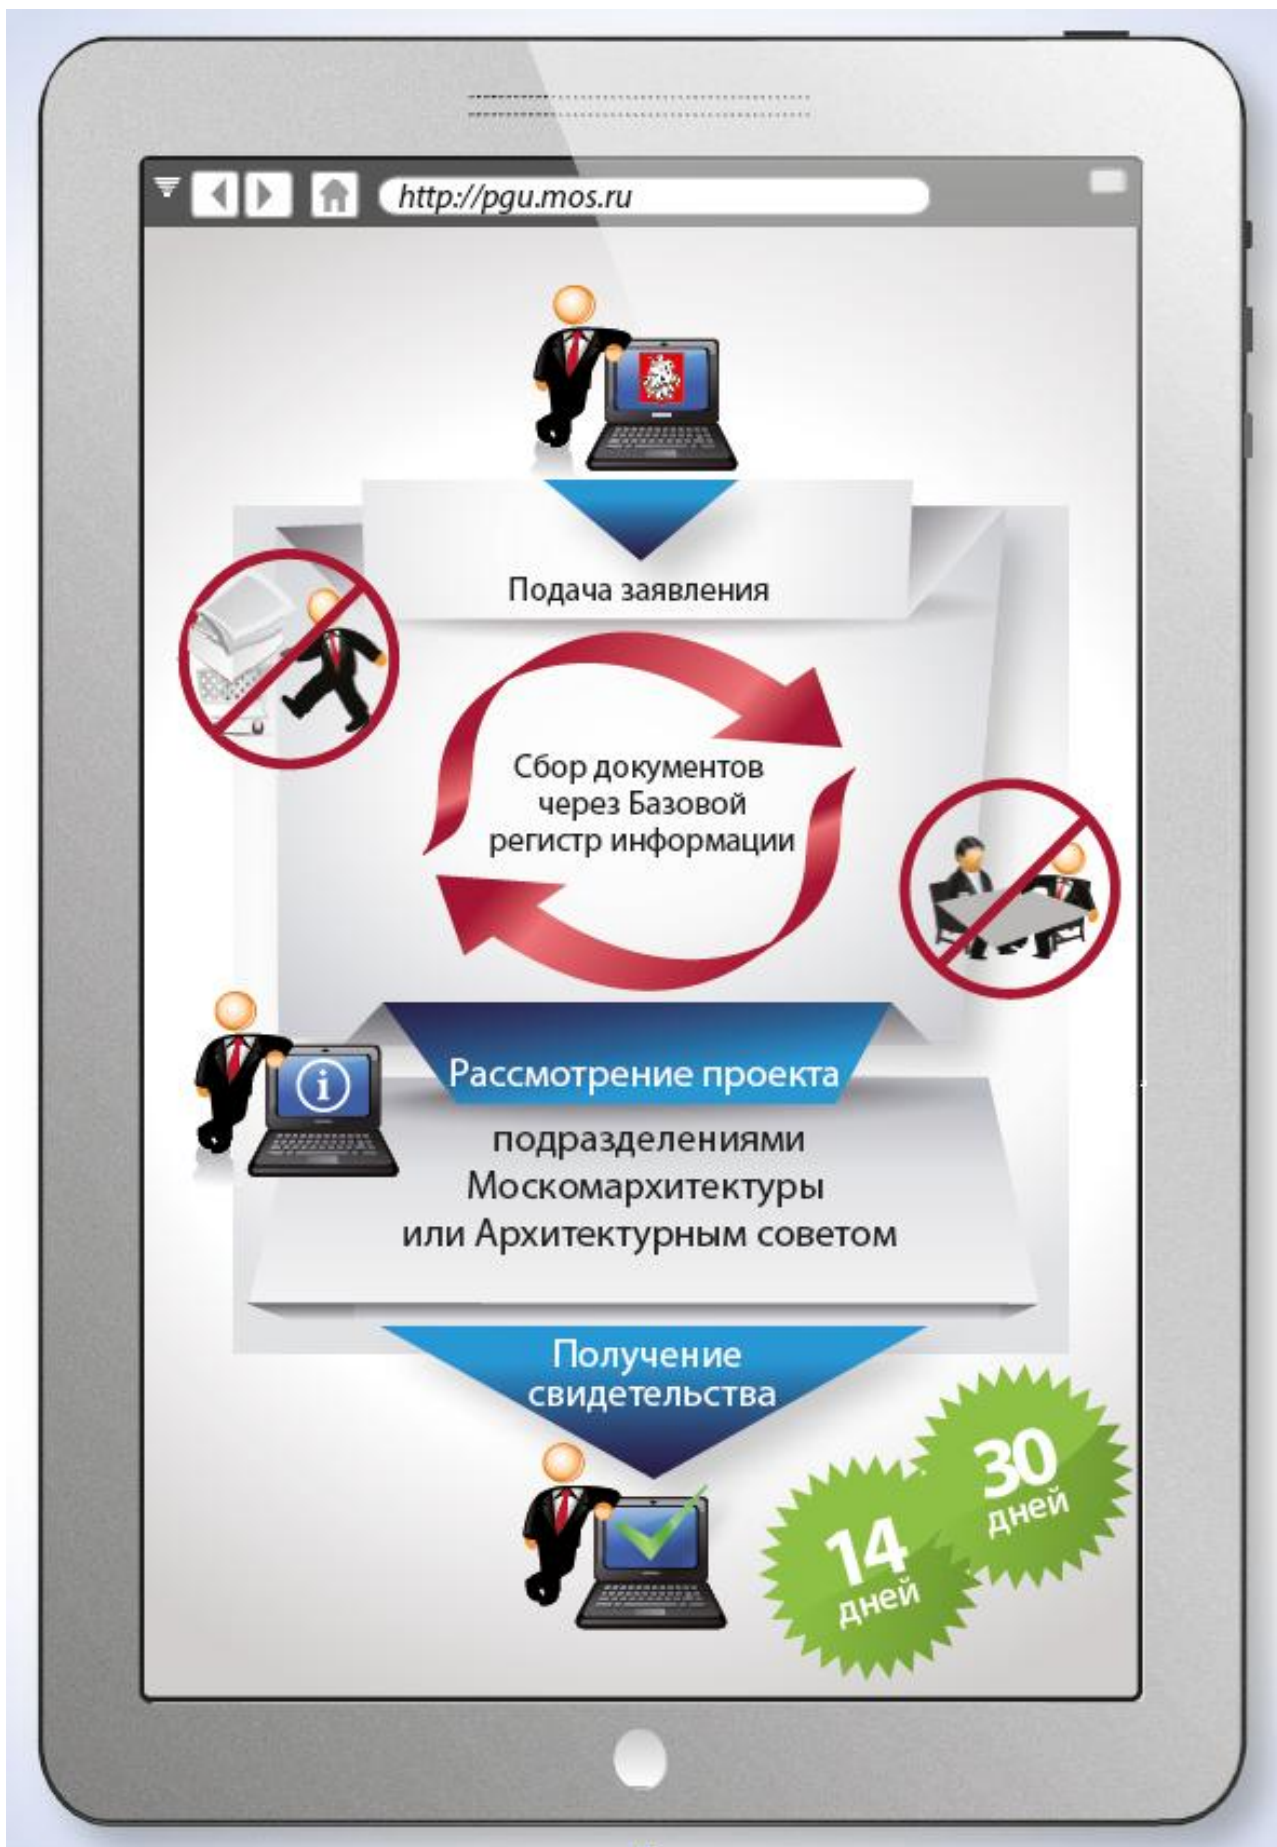 http://pgu.mos.ru
Подача заявления
Сбор документов
через Базовой
регистр информации
Рассмотрение проекта
подразделениями
Москомархитектуры
или Архитектурным советом
Получение
свидетельства
30
дней
14
дней